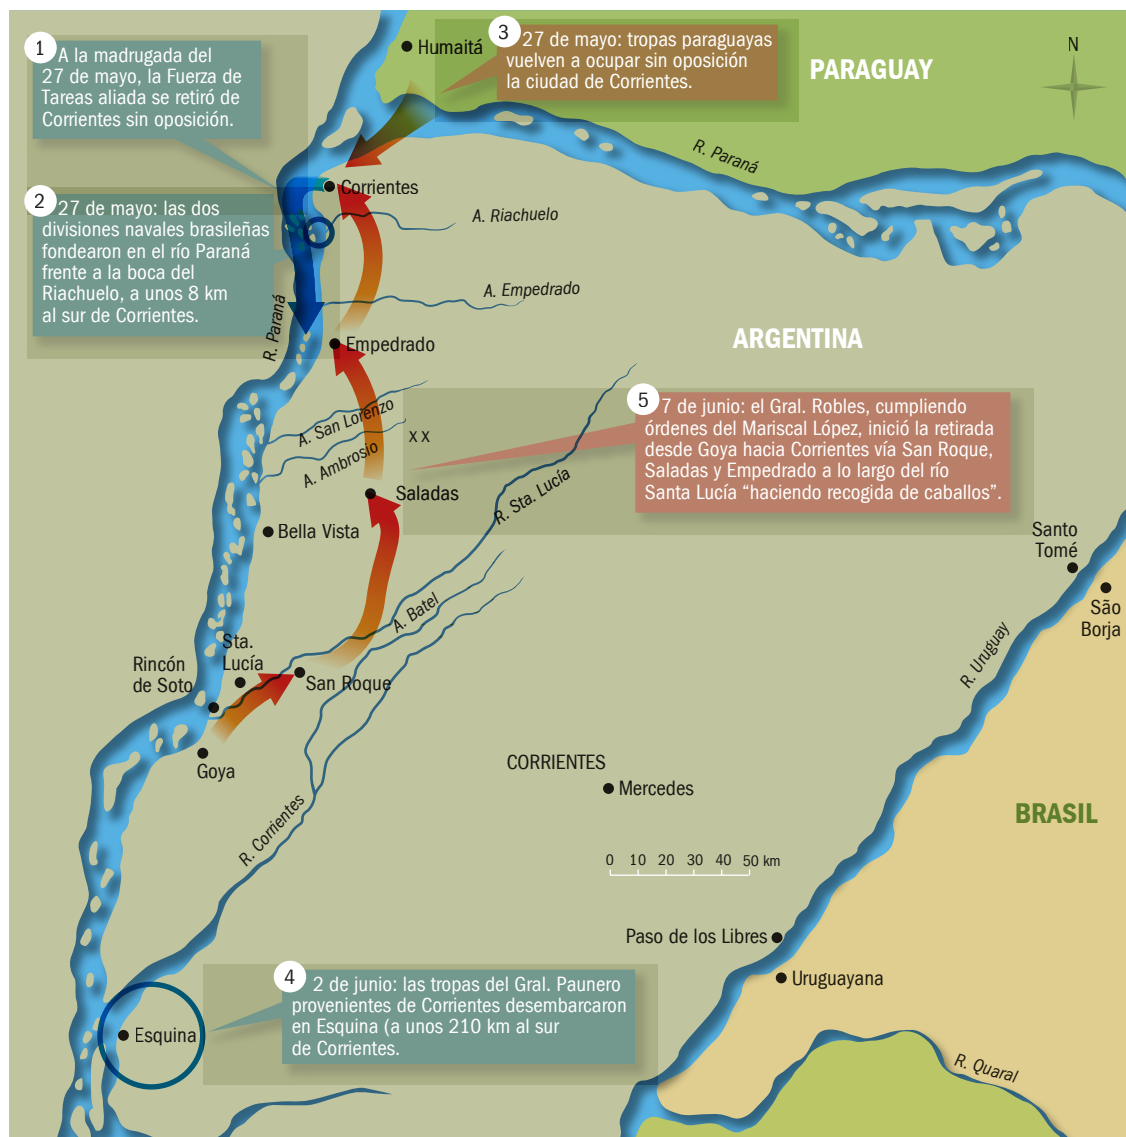 1
A la madrugada del
27 de mayo, la Fuerza de
Tareas aliada se retiró de
Corrientes sin oposición.
Humaitá
3
27 de mayo: tropas paraguayas
vuelven a ocupar sin oposición
la ciudad de Corrientes.
PARAGUAY
N
R. Paraná
Corrientes
2
27 de mayo: las dos
divisiones navales brasileñas
fondearon en el río Paraná
frente a la boca del
Riachuelo, a unos 8 km
al sur de Corrientes.
A. Riachuelo
A. Empedrado
R. Paraná
Empedrado
ARGENTINA
5
7 de junio: el Gral. Robles, cumpliendo
órdenes del Mariscal López, inició la retirada
desde Goya hacia Corrientes vía San Roque,
Saladas y Empedrado a lo largo del río
Santa Lucía “haciendo recogida de caballos”.
A. San Lorenzo
X X
A. Ambrosio
Saladas
R. Sta. Lucía
Bella Vista
Santo
Tomé
São
Borja
A. Batel
Sta.
Lucía
Rincón
de Soto
San Roque
R. Uruguay
Goya
CORRIENTES
Mercedes
BRASIL
R. Corrientes
0 10 20 30 40 50 km
Paso de los Libres
Uruguayana
4
2 de junio: las tropas del Gral. Paunero
provenientes de Corrientes desembarcaron
en Esquina (a unos 210 km al sur
de Corrientes.
Esquina
R. Quaral